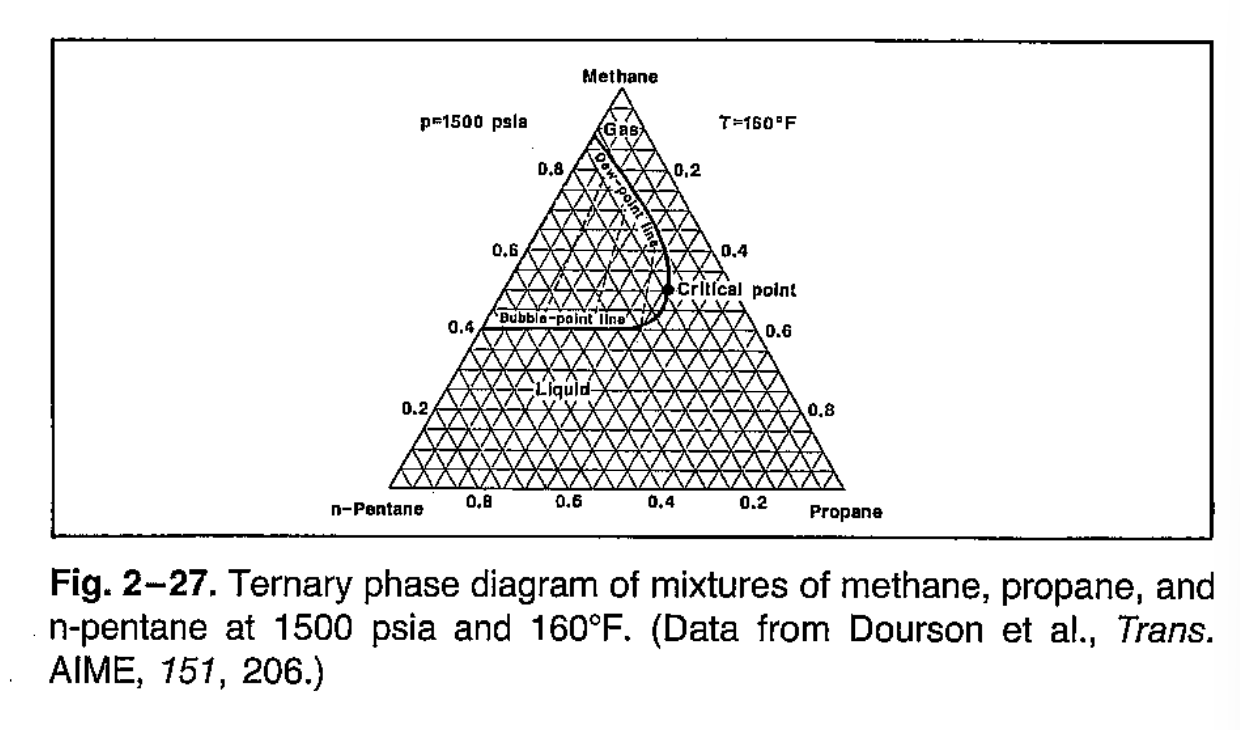 Methane
p=1500 psia
T=160°F
Gas
Dew-point line
0.8
0.2
0.6
0.4
Critical point
Bubble-point line
0.4
0.6
Liquid
0.2
0.8
n-Pentane
0.8
0.6
0.4
0.2
Propane
Fig. 2–27. Ternary phase diagram of mixtures of methane, propane, and
n-pentane at 1500 psia and 160°F. (Data from Dourson et al., Trans.
AIME, 151, 206.)